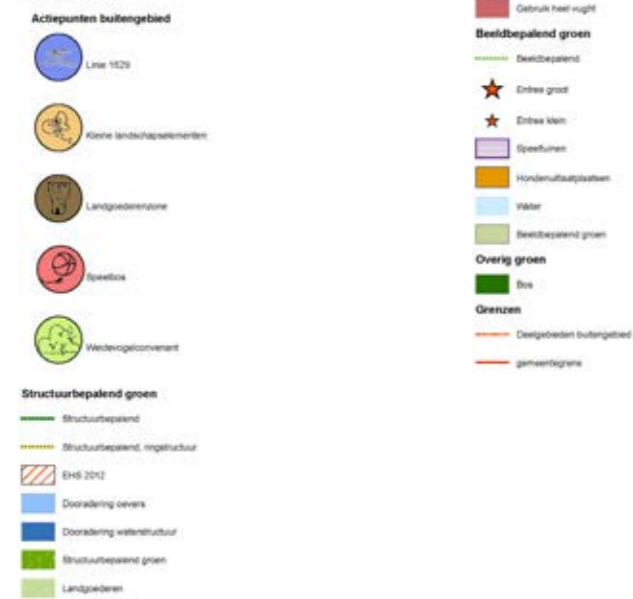 Actiepunten buitengebied
Linie 1629
Kleine landschapselementen
Landgoederenzone
Speelbos
Weidevogelconvenant
Structuurbepalend groen
Structuurbepalend
Structuurbepalend, ringstructuur
EHS 2012
Dooradering oevers
Dooradering waterstructuur
Structuurbepalend groen
Landgoederen
Gebruik heel vught
Beeldbepalend groen
Beeldbepalend
Entree groot
Entree klein
Speeltuinen
Hondenuitlaatplaatsen
Water
Beeldbepalend groen
Overig groen
Bos
Grenzen
Deelgebieden buitengebied
gemeentegrens